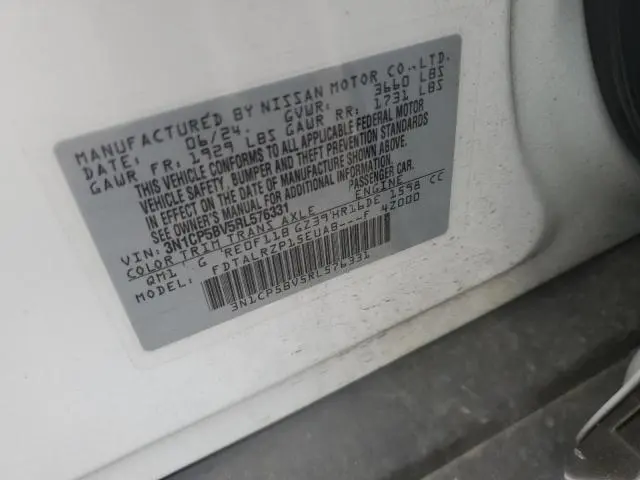 MANUFACTURED BY NISSAN MOTOR CO., LTD.
DATE: 06/24. GVWR: 3660 LBS
GAWR FR: 1929 LBS GAWR RR: 1731 LBS
THIS VEHICLE CONFORMS TO ALL APPLICABLE FEDERAL MOTOR
VEHICLE SAFETY, BUMPER AND THEFT PREVENTION STANDARDS
IN EFFECT ON THE DATE OF MANUFACTURE SHOWN ABOVE.
SEE OWNERS MANUAL FOR ADDITIONAL INFORMATION.
VIN: 3N1CP5BV5RL576331 PASSENGER CAR
COLOR TRIM TRANS AXLE ENGINE
QM1 G RE0F11B GZ39 HR16DE 1598 CC
MODEL: FDTALRZP15EUAB---F 4Z000
3N1CP5BV5RL576331